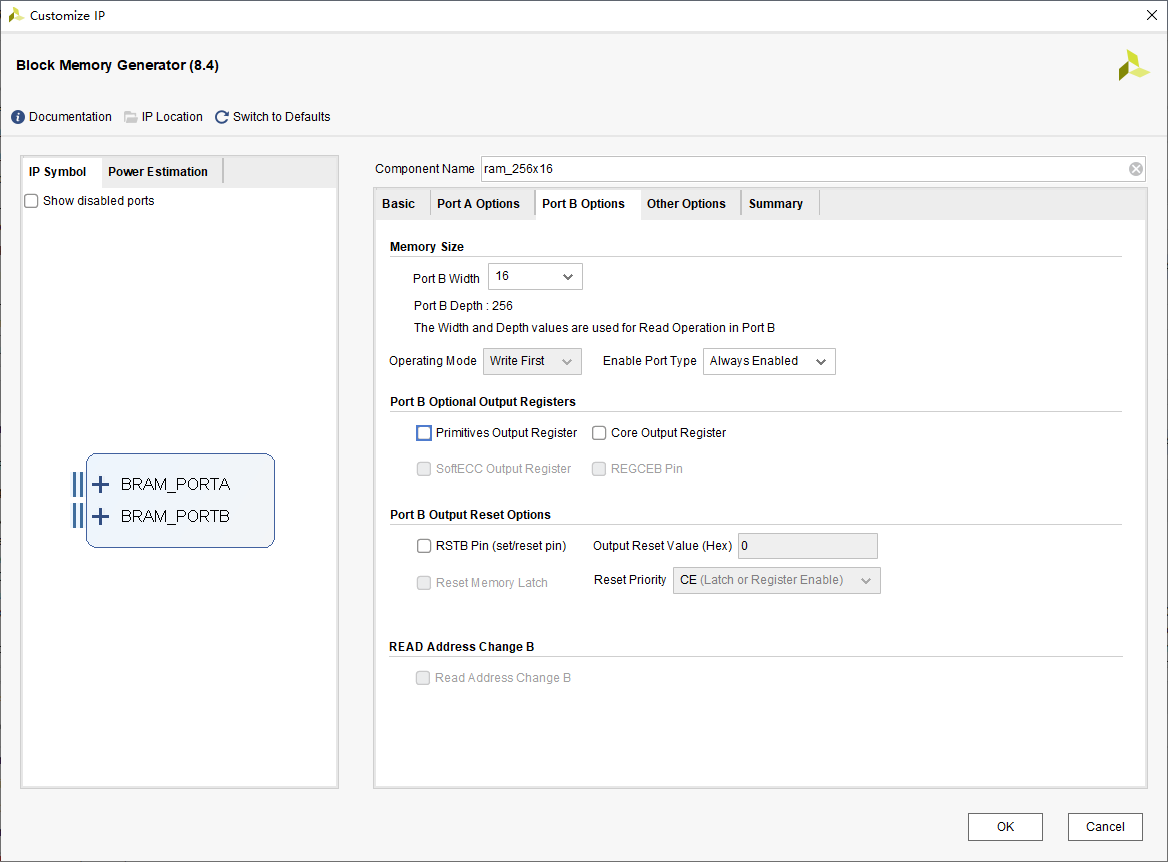 Customize IP
Block Memory Generator (8.4)
Documentation IP Location Switch to Defaults
IP Symbol Power Estimation
Show disabled ports
BRAM_PORTA
BRAM_PORTB
Component Name ram_256x16
Basic Port A Options Port B Options Other Options Summary
Memory Size
Port B Width 16
Port B Depth : 256
The Width and Depth values are used for Read Operation in Port B
Operating Mode Write First Enable Port Type Always Enabled
Port B Optional Output Registers
Primitives Output Register Core Output Register
SoftECC Output Register REGCEB Pin
Port B Output Reset Options
RSTB Pin (set/reset pin) Output Reset Value (Hex) 0
Reset Memory Latch Reset Priority CE (Latch or Register Enable)
READ Address Change B
Read Address Change B
OK Cancel